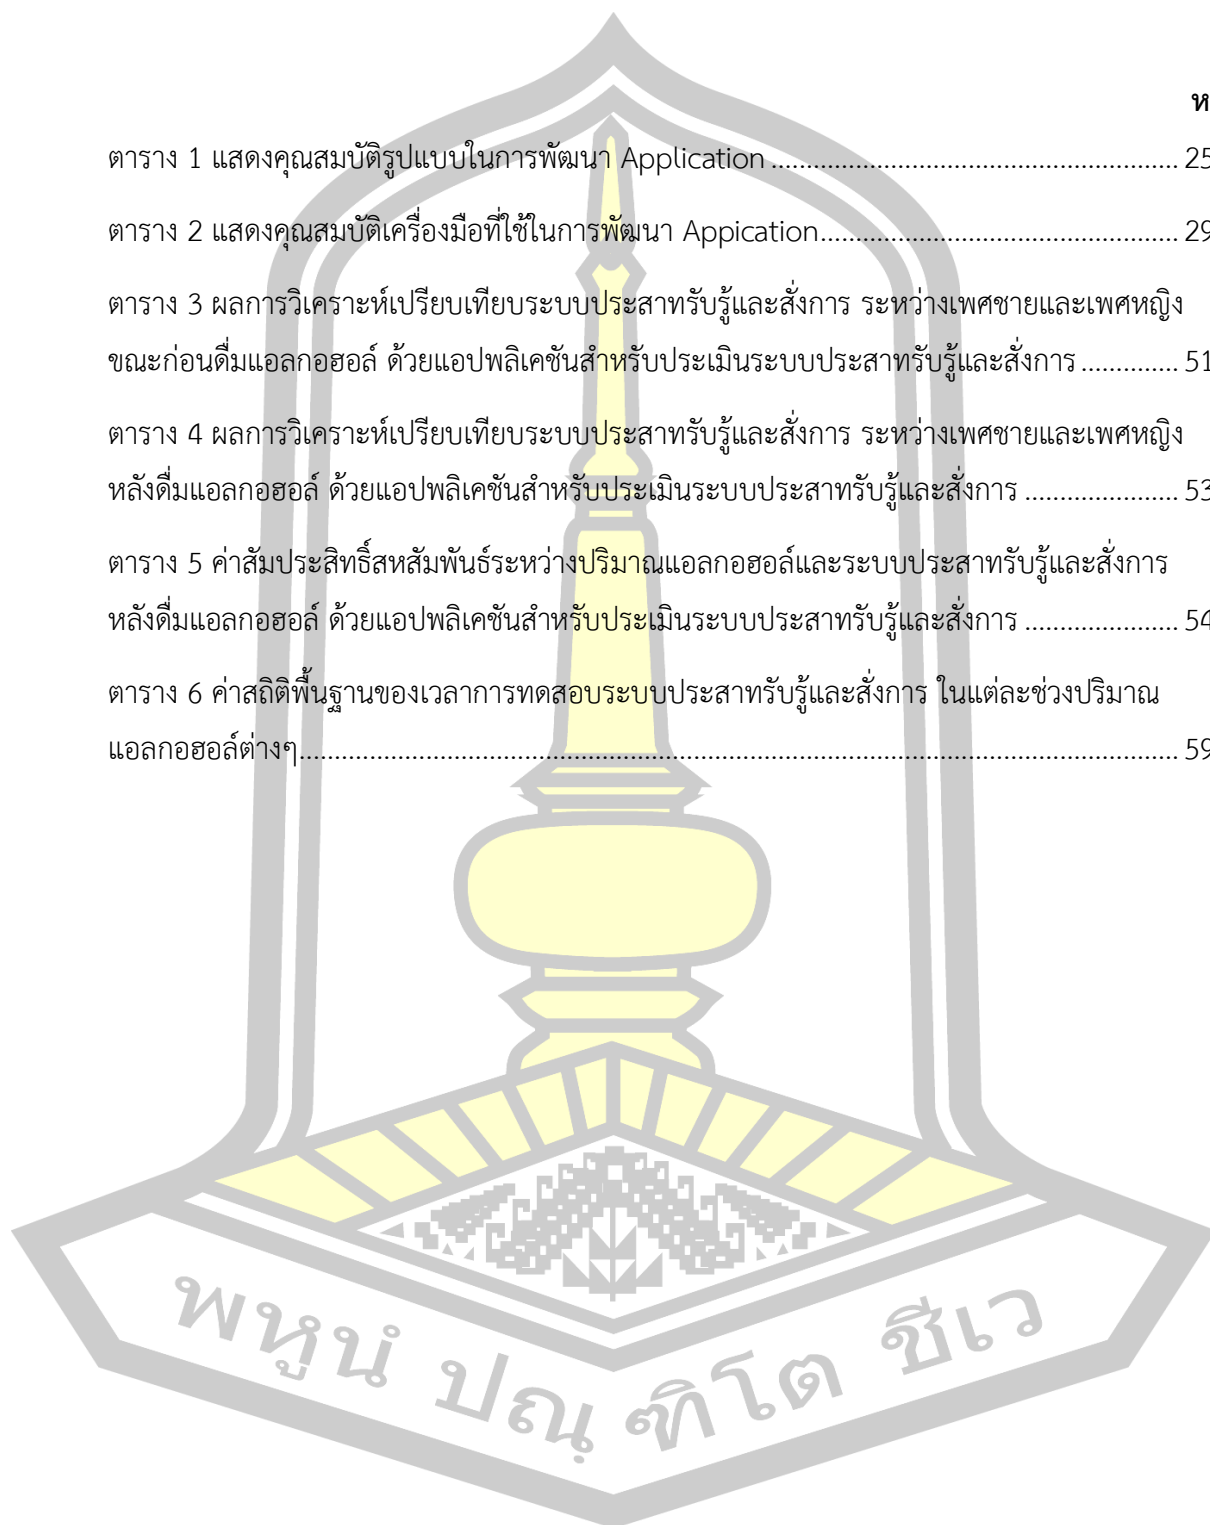 ห
ตาราง 1 แสดงคุณสมบัติรูปแบบในการพัฒนา Application ........................................................ 25
ตาราง 2 แสดงคุณสมบัติเครื่องมือที่ใช้ในการพัฒนา Appication................................................. 29
ตาราง 3 ผลการวิเคราะห์เปรียบเทียบระบบประสาทรับรู้และสั่งการ ระหว่างเพศชายและเพศหญิง
ขณะก่อนดื่มแอลกอฮอล์ ด้วยแอปพลิเคชันสำหรับประเมินระบบประสาทรับรู้และสั่งการ .............. 51
ตาราง 4 ผลการวิเคราะห์เปรียบเทียบระบบประสาทรับรู้และสั่งการ ระหว่างเพศชายและเพศหญิง
หลังดื่มแอลกอฮอล์ ด้วยแอปพลิเคชันสำหรับประเมินระบบประสาทรับรู้และสั่งการ ...................... 53
ตาราง 5 ค่าสัมประสิทธิ์สหสัมพันธ์ระหว่างปริมาณแอลกอฮอล์และระบบประสาทรับรู้และสั่งการ
หลังดื่มแอลกอฮอล์ ด้วยแอปพลิเคชันสำหรับประเมินระบบประสาทรับรู้และสั่งการ ...................... 54
ตาราง 6 ค่าสถิติพื้นฐานของเวลาการทดสอบระบบประสาทรับรู้และสั่งการ ในแต่ละช่วงปริมาณ
แอลกอฮอล์ต่างๆ........................................................................................................................ 59
พหูนํ ปณฺฑิโต ชีเว